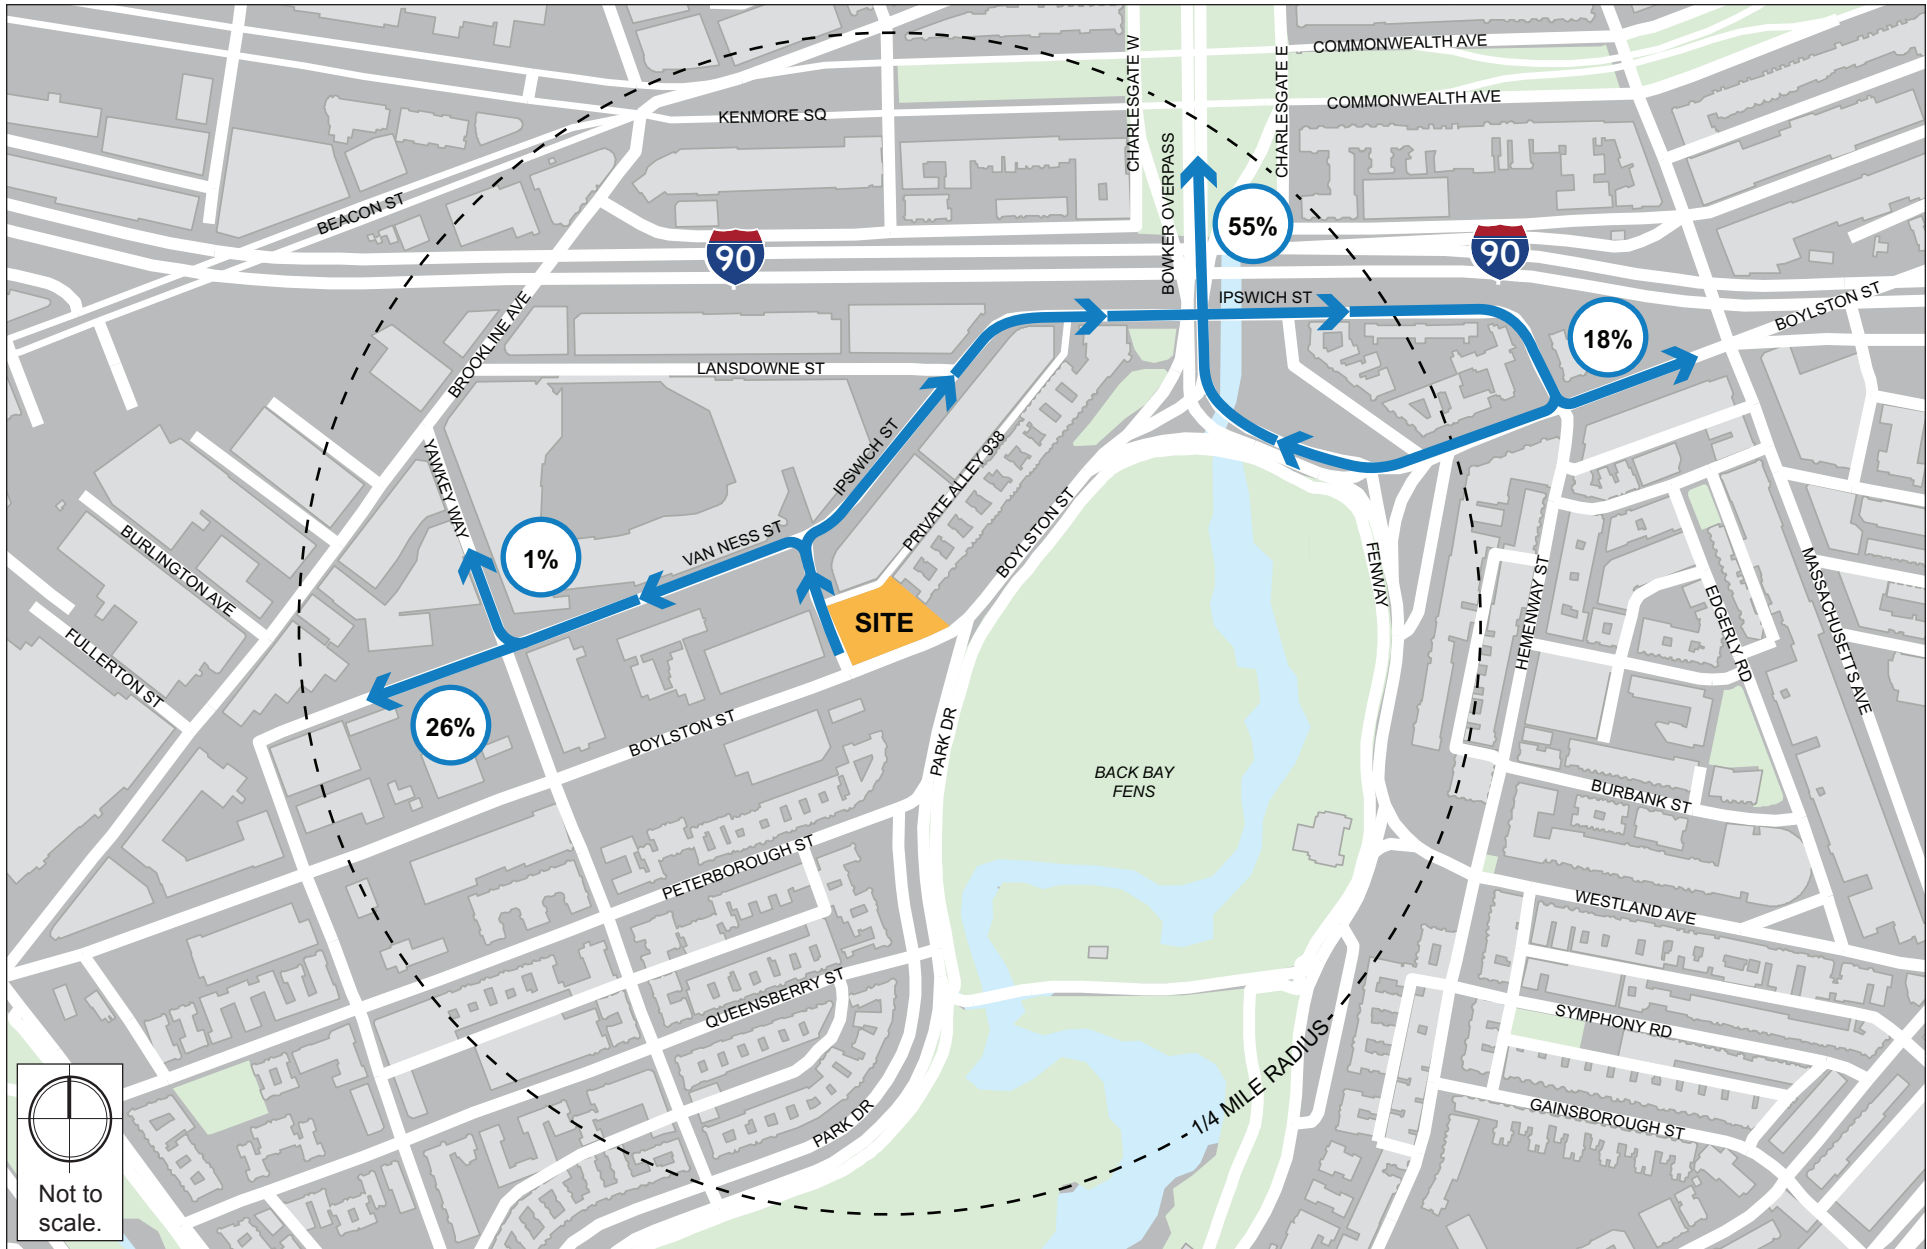 COMMONWEALTH AVE
COMMONWEALTH AVE
CHARLESGATE W
CHARLESGATE E
KENMORE SQ
BEACON ST
BOWKER OVERPASS
55%
90
90
IPSWICH ST
BOYLSTON ST
18%
BROOKLINE AVE
LANSDOWNE ST
IPSWICH ST
PRIVATE ALLEY 938
YAWKEY WAY
VAN NESS ST
1%
BOYLSTON ST
BURLINGTON AVE
FULLERTON ST
SITE
FENWAY
HEMENWAY ST
EDGERLY RD
MASSACHUSETTS AVE
26%
BOYLSTON ST
PARK DR
BACK BAY
FENS
BURBANK ST
PETERBOROUGH ST
WESTLAND AVE
QUEENSBERRY ST
SYMPHONY RD
1/4 MILE RADIUS
PARK DR
GAINSBOROUGH ST
Not to
scale.